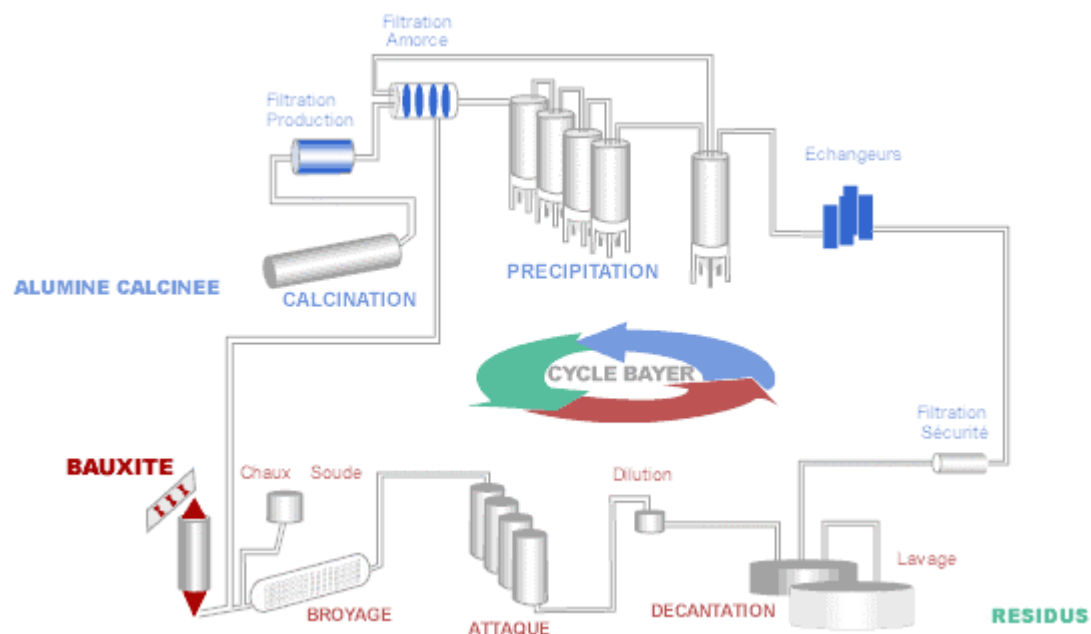 Filtration
Amorce
Filtration
Production
Echangeurs
PRECIPITATION
ALUMINE CALCINEE
CALCINATION
CYCLE BAYER
Filtration
Sécurité
BAUXITE
Chaux Soude
Dilution
Lavage
BROYAGE
ATTAQUE
DECANTATION
RESIDUS